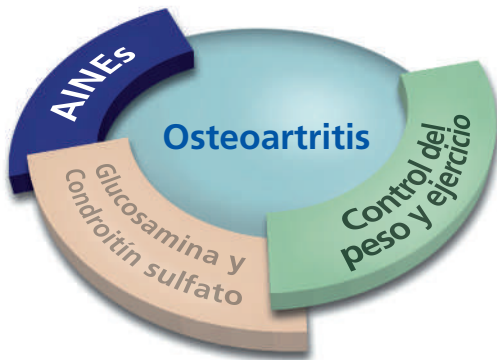 AINEs
Osteoartritis
Glucosamina y
Condroitín sulfato
Control del
peso y ejercicio